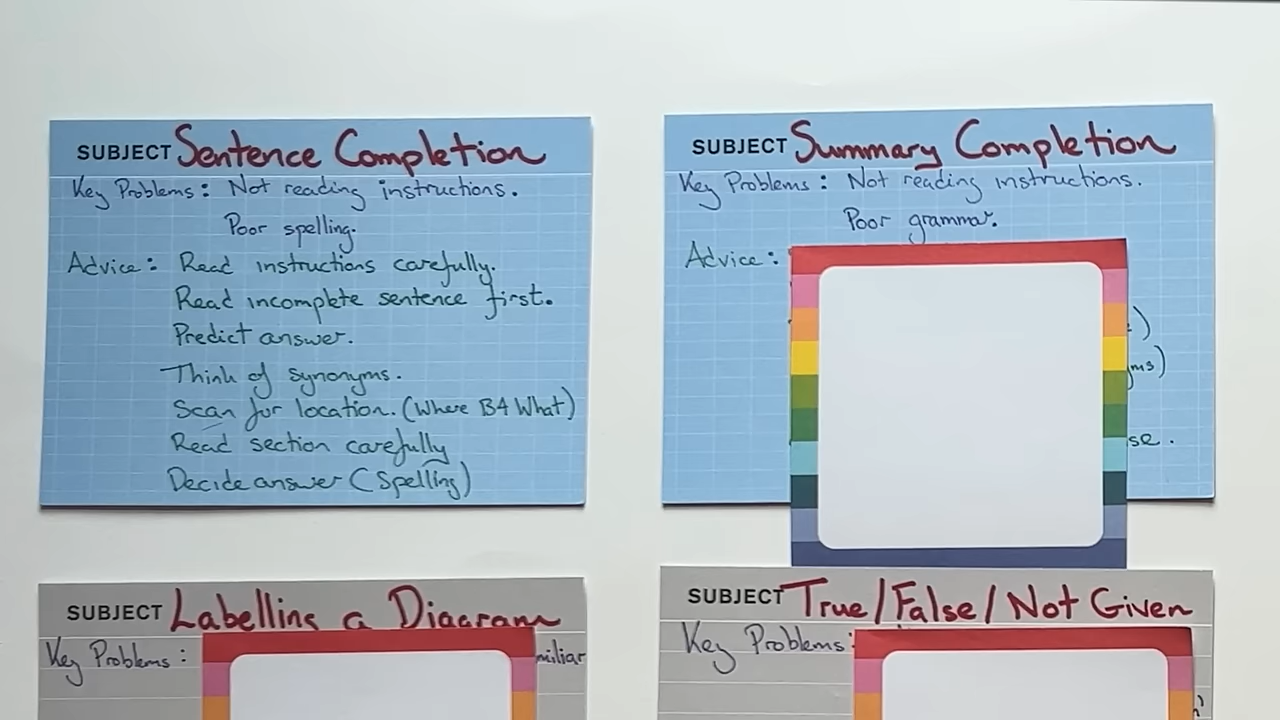 SUBJECT Sentence Completion
Key Problems: Not reading instructions.
Poor spelling.
Advice: Read instructions carefully.
Read incomplete sentence first.
Predict answer.
Think of synonyms.
Scan for location. (Where B4 What)
Read section carefully
Decide answer (Spelling)
SUBJECT Summary Completion
Key Problems: Not reading instructions.
Poor grammar.
Advice:
SUBJECT Labelling a Diagram
Key Problems:
SUBJECT True/False/Not Given
Key Problems: